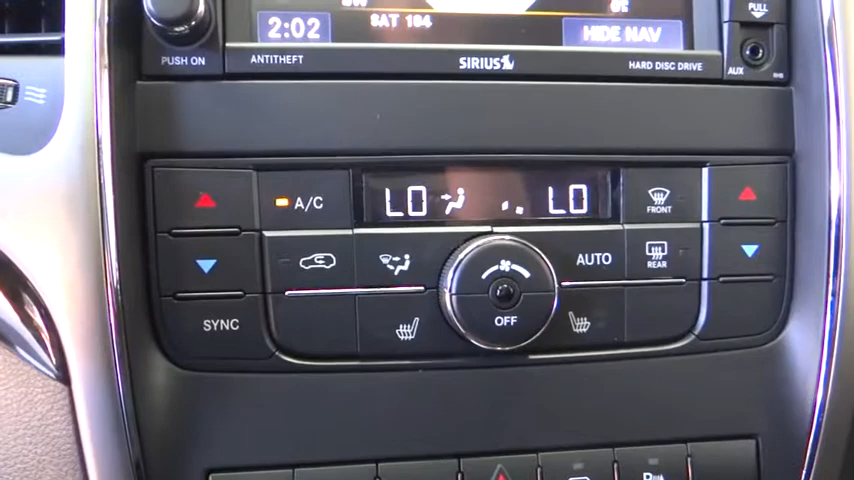 PULL
2:02
SAT 184
HIDE NAV
PUSH ON
ANTITHEFT
SIRIUS
HARD DISC DRIVE
AUX
A/C
LO
LO
FRONT
AUTO
REAR
SYNC
OFF